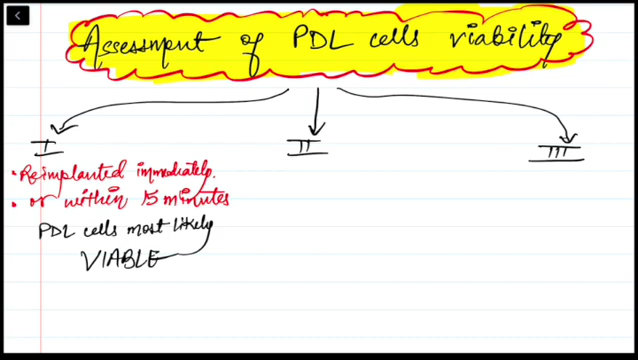 Assessment of PDL cells viability
I II III
• Reimplanted immediately.
• or within 15 minutes
PDL cells most likely
VIABLE